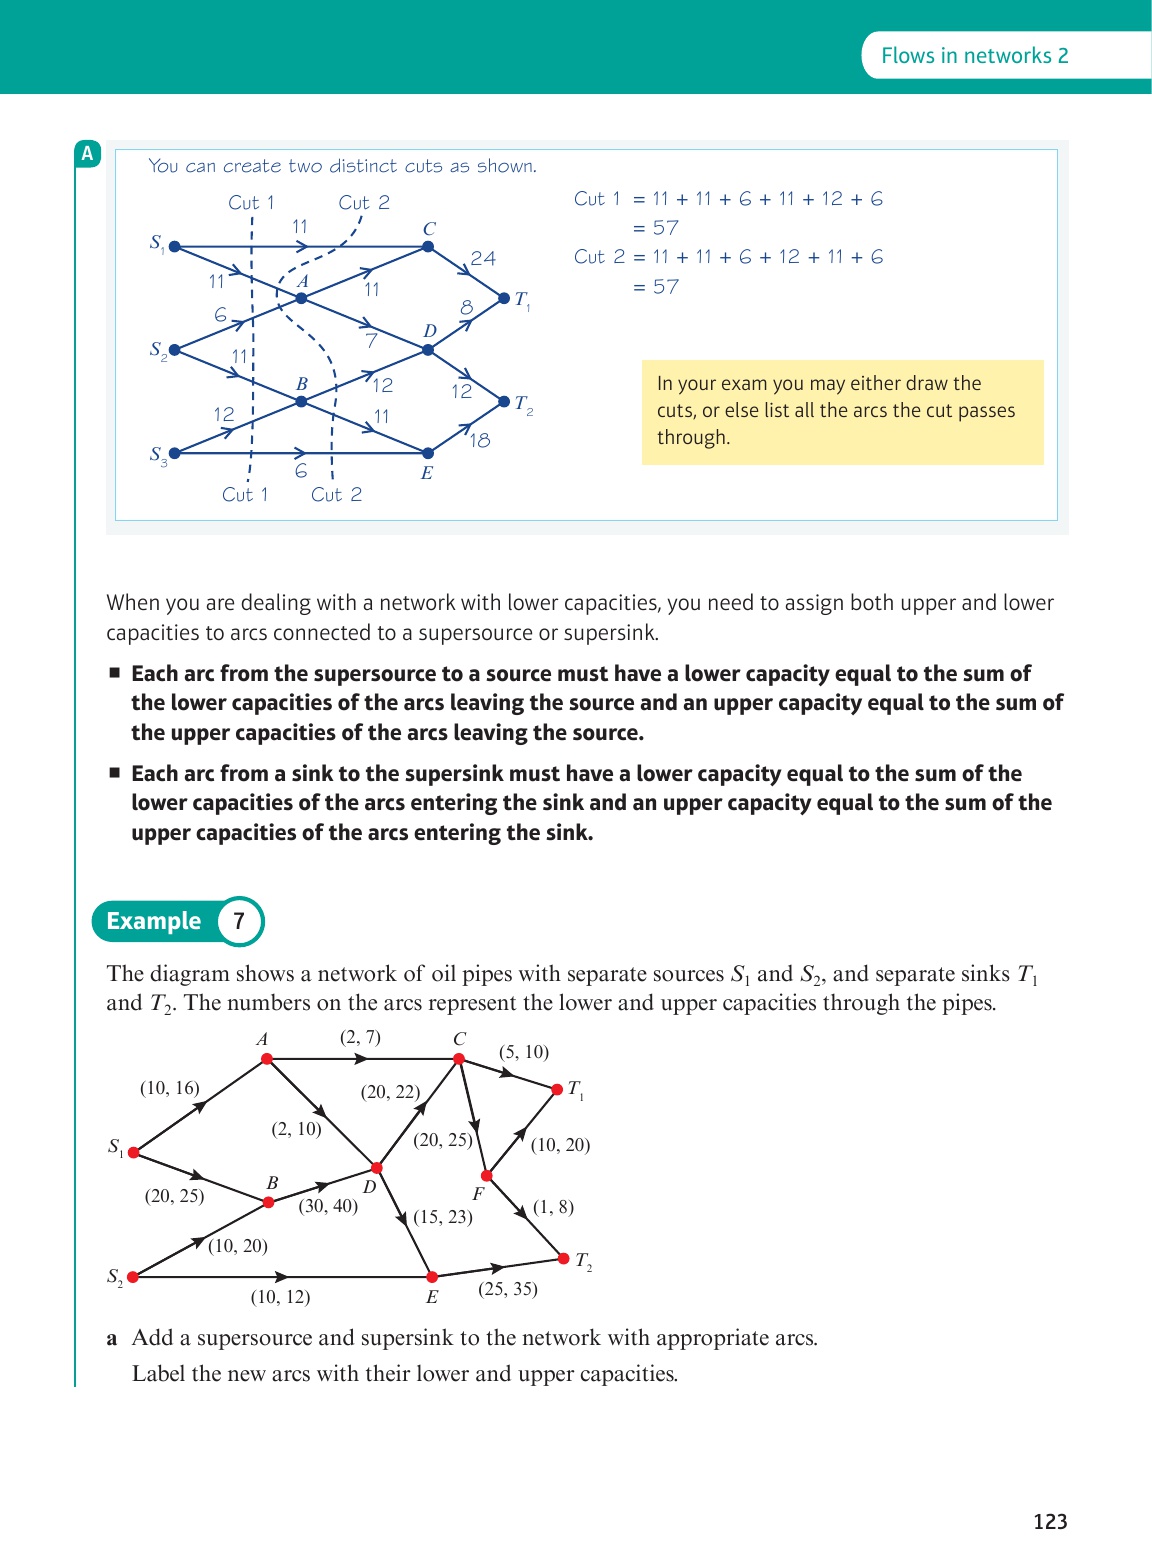 Flows in networks 2
A
You can create two distinct cuts as shown.
Cut 1 Cut 2
Cut 1 = 11 + 11 + 6 + 11 + 12 + 6
= 57
Cut 2 = 11 + 11 + 6 + 12 + 11 + 6
= 57
S₁ 11 C
11 A 11 24
6 8 T₁
S₂ 11 7 D
B 12 12 T₂
12 11 18
S₃ 6 E
Cut 1 Cut 2
In your exam you may either draw the
cuts, or else list all the arcs the cut passes
through.
When you are dealing with a network with lower capacities, you need to assign both upper and lower
capacities to arcs connected to a supersource or supersink.
■ Each arc from the supersource to a source must have a lower capacity equal to the sum of
the lower capacities of the arcs leaving the source and an upper capacity equal to the sum of
the upper capacities of the arcs leaving the source.
■ Each arc from a sink to the supersink must have a lower capacity equal to the sum of the
lower capacities of the arcs entering the sink and an upper capacity equal to the sum of the
upper capacities of the arcs entering the sink.
Example 7
The diagram shows a network of oil pipes with separate sources S₁ and S₂, and separate sinks T₁
and T₂. The numbers on the arcs represent the lower and upper capacities through the pipes.
A (2, 7) C
(5, 10)
(10, 16) (20, 22) T₁
(2, 10) (20, 25) (10, 20)
S₁
B D F
(20, 25) (30, 40) (15, 23) (1, 8)
(10, 20)
S₂ T₂
(10, 12) E (25, 35)
a Add a supersource and supersink to the network with appropriate arcs.
Label the new arcs with their lower and upper capacities.
123